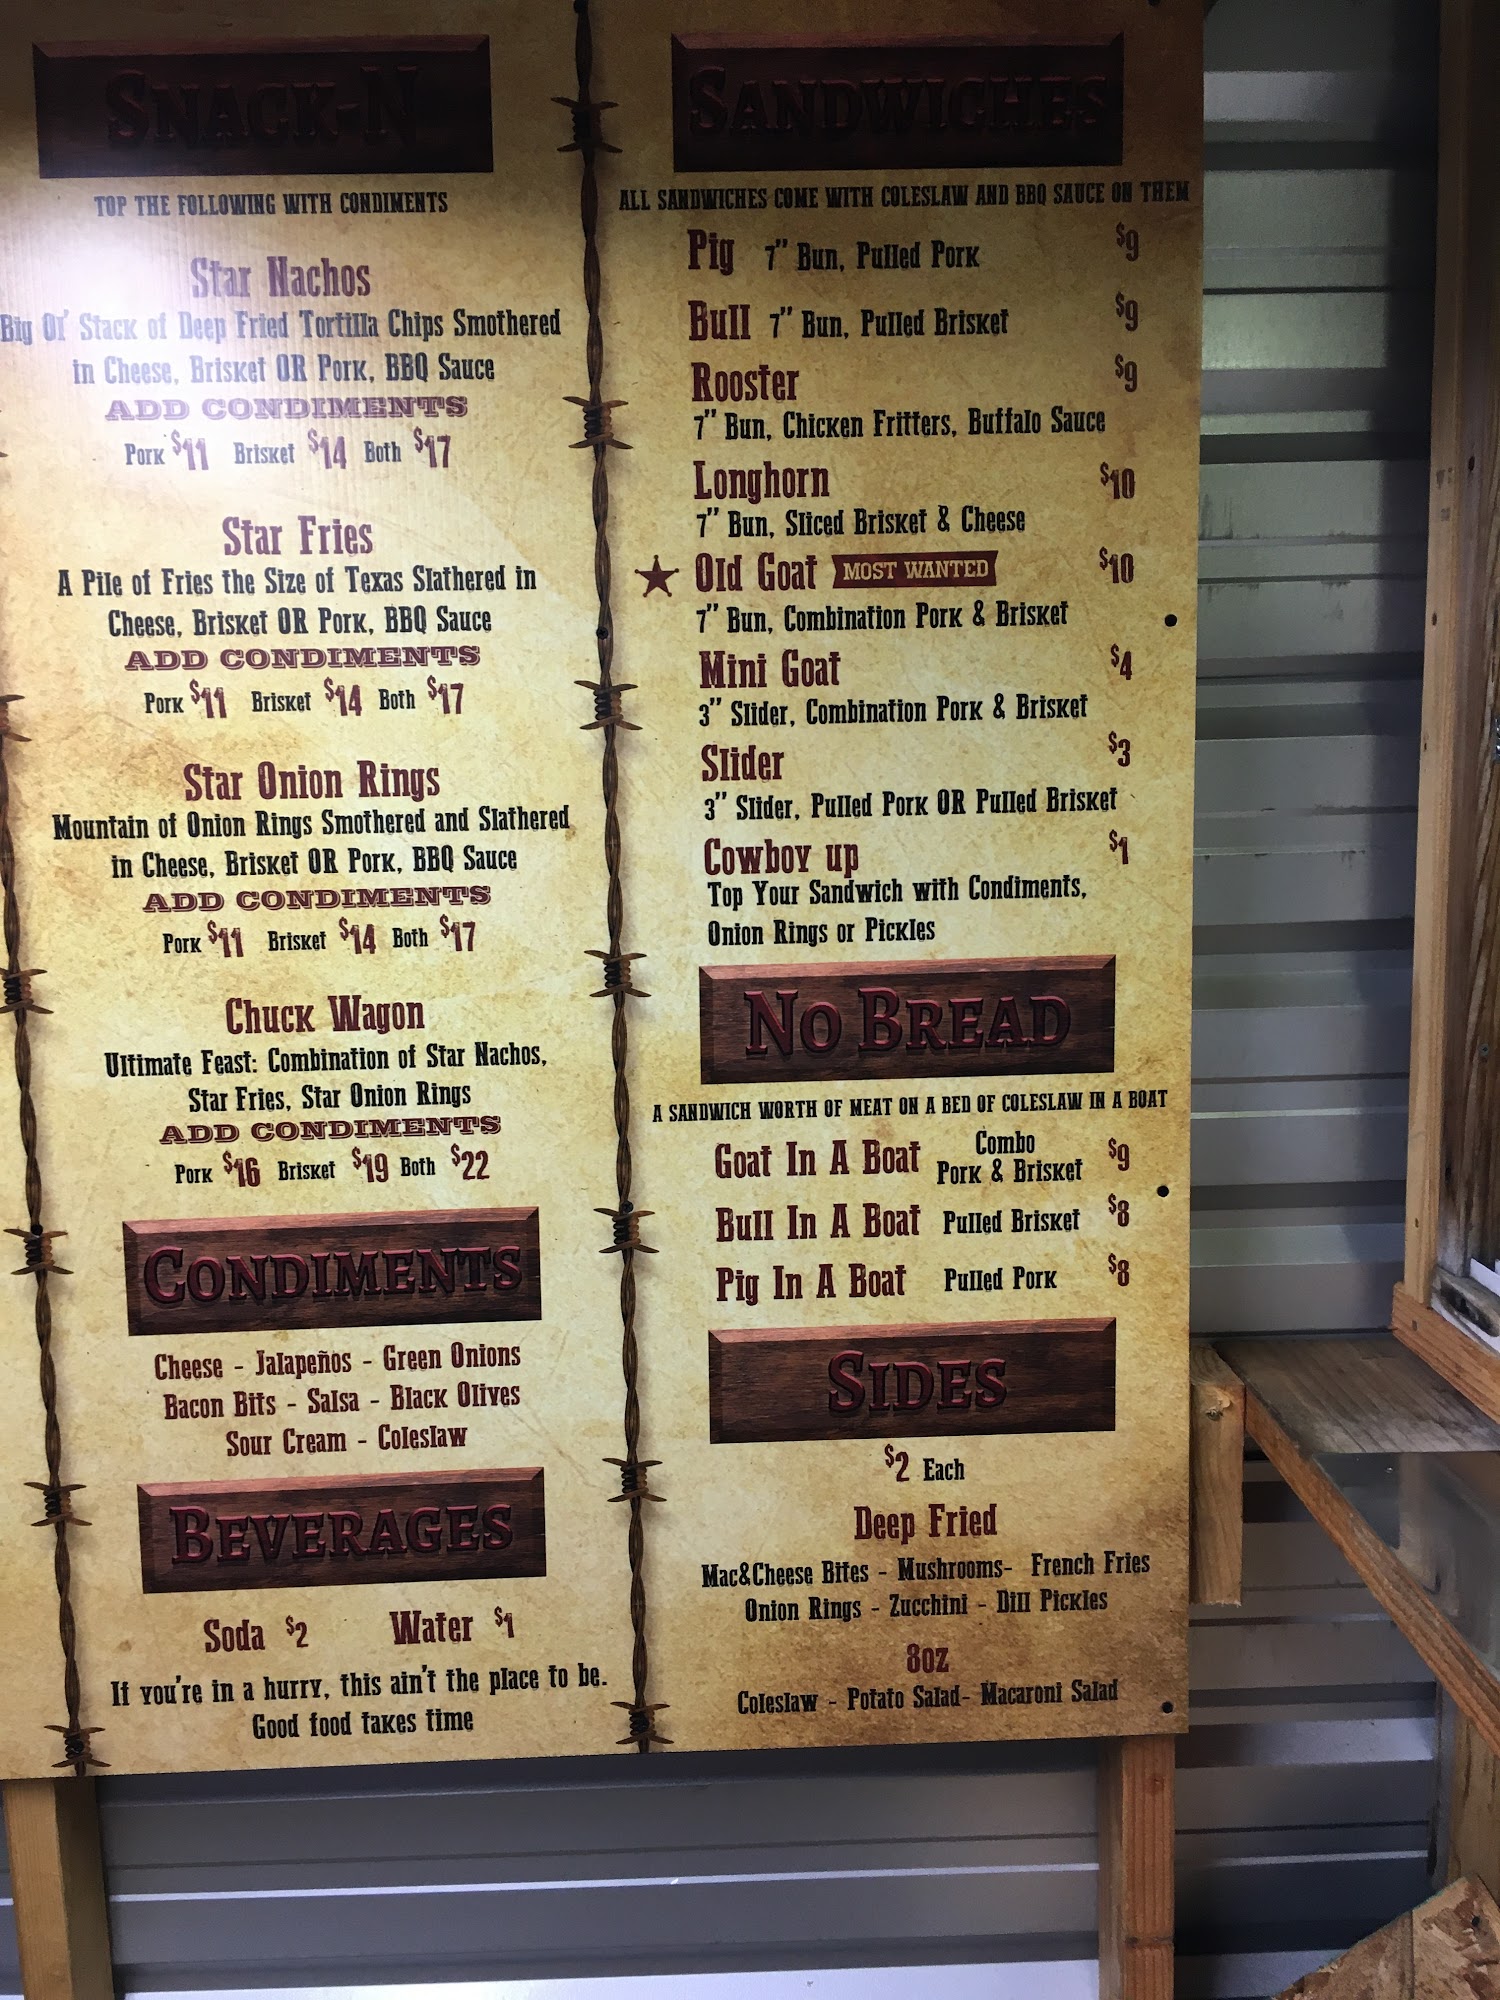 SNACK-N
TOP THE FOLLOWING WITH CONDIMENTS
Star Nachos
Big Ol' Stack of Deep Fried Tortilla Chips Smothered
in Cheese, Brisket OR Pork, BBQ Sauce
ADD CONDIMENTS
Pork $11 Brisket $14 Both $17
Star Fries
A Pile of Fries the Size of Texas Slathered in
Cheese, Brisket OR Pork, BBQ Sauce
ADD CONDIMENTS
Pork $11 Brisket $14 Both $17
Star Onion Rings
Mountain of Onion Rings Smothered and Slathered
in Cheese, Brisket OR Pork, BBQ Sauce
ADD CONDIMENTS
Pork $11 Brisket $14 Both $17
Chuck Wagon
Ultimate Feast: Combination of Star Nachos,
Star Fries, Star Onion Rings
ADD CONDIMENTS
Pork $16 Brisket $19 Both $22
CONDIMENTS
Cheese - Jalapeños - Green Onions
Bacon Bits - Salsa - Black Olives
Sour Cream - Coleslaw
BEVERAGES
Soda $2 Water $1
If you're in a hurry, this ain't the place to be.
Good food takes time
SANDWICHES
ALL SANDWICHES COME WITH COLESLAW AND BBQ SAUCE ON THEM
Pig 7" Bun, Pulled Pork $9
Bull 7" Bun, Pulled Brisket $9
Rooster $9
7" Bun, Chicken Fritters, Buffalo Sauce
Longhorn $10
7" Bun, Sliced Brisket & Cheese
Old Goat MOST WANTED $10
7" Bun, Combination Pork & Brisket
Mini Goat $4
3" Slider, Combination Pork & Brisket
Slider $3
3" Slider, Pulled Pork OR Pulled Brisket
Cowboy up $1
Top Your Sandwich with Condiments,
Onion Rings or Pickles
NO BREAD
A SANDWICH WORTH OF MEAT ON A BED OF COLESLAW IN A BOAT
Goat In A Boat Combo
Pork & Brisket $9
Bull In A Boat Pulled Brisket $8
Pig In A Boat Pulled Pork $8
SIDES
$2 Each
Deep Fried
Mac&Cheese Bites - Mushrooms- French Fries
Onion Rings - Zucchini - Dill Pickles
8oz
Coleslaw - Potato Salad- Macaroni Salad